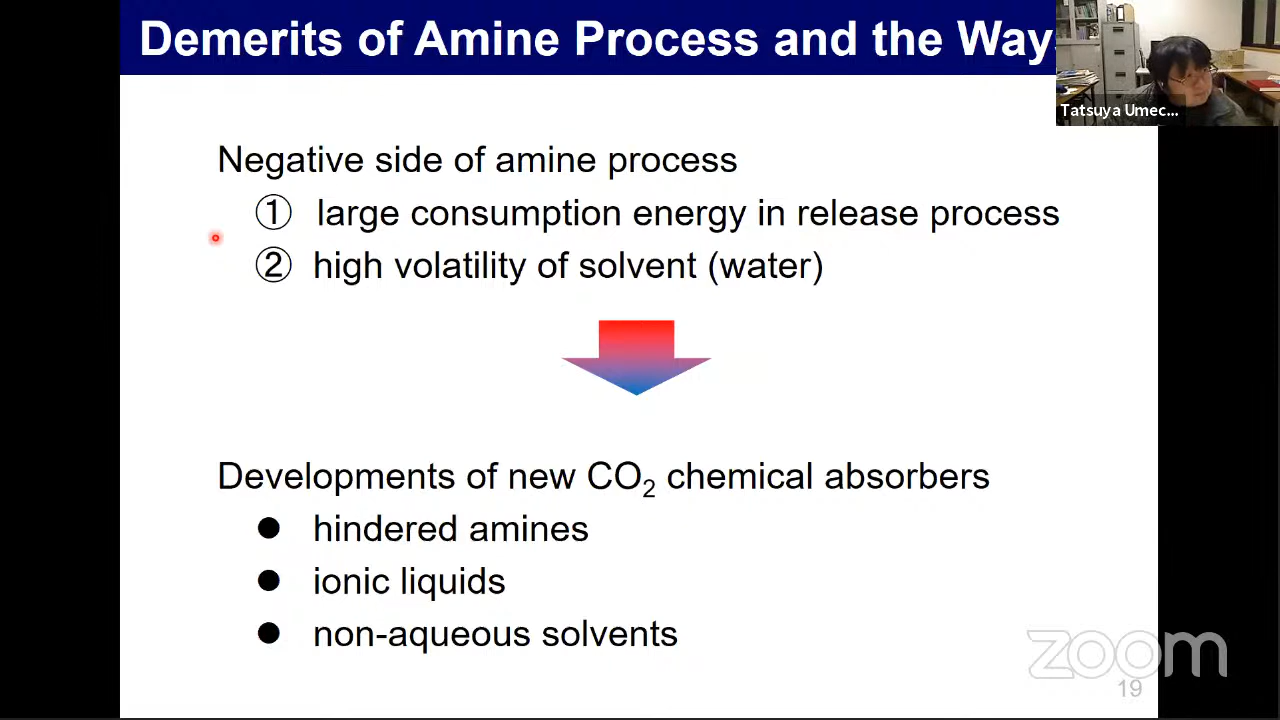 Demerits of Amine Process and the Way
Tatsuya Umec...
Negative side of amine process
① large consumption energy in release process
② high volatility of solvent (water)
Developments of new CO₂ chemical absorbers
● hindered amines
● ionic liquids
● non-aqueous solvents
zoom
19